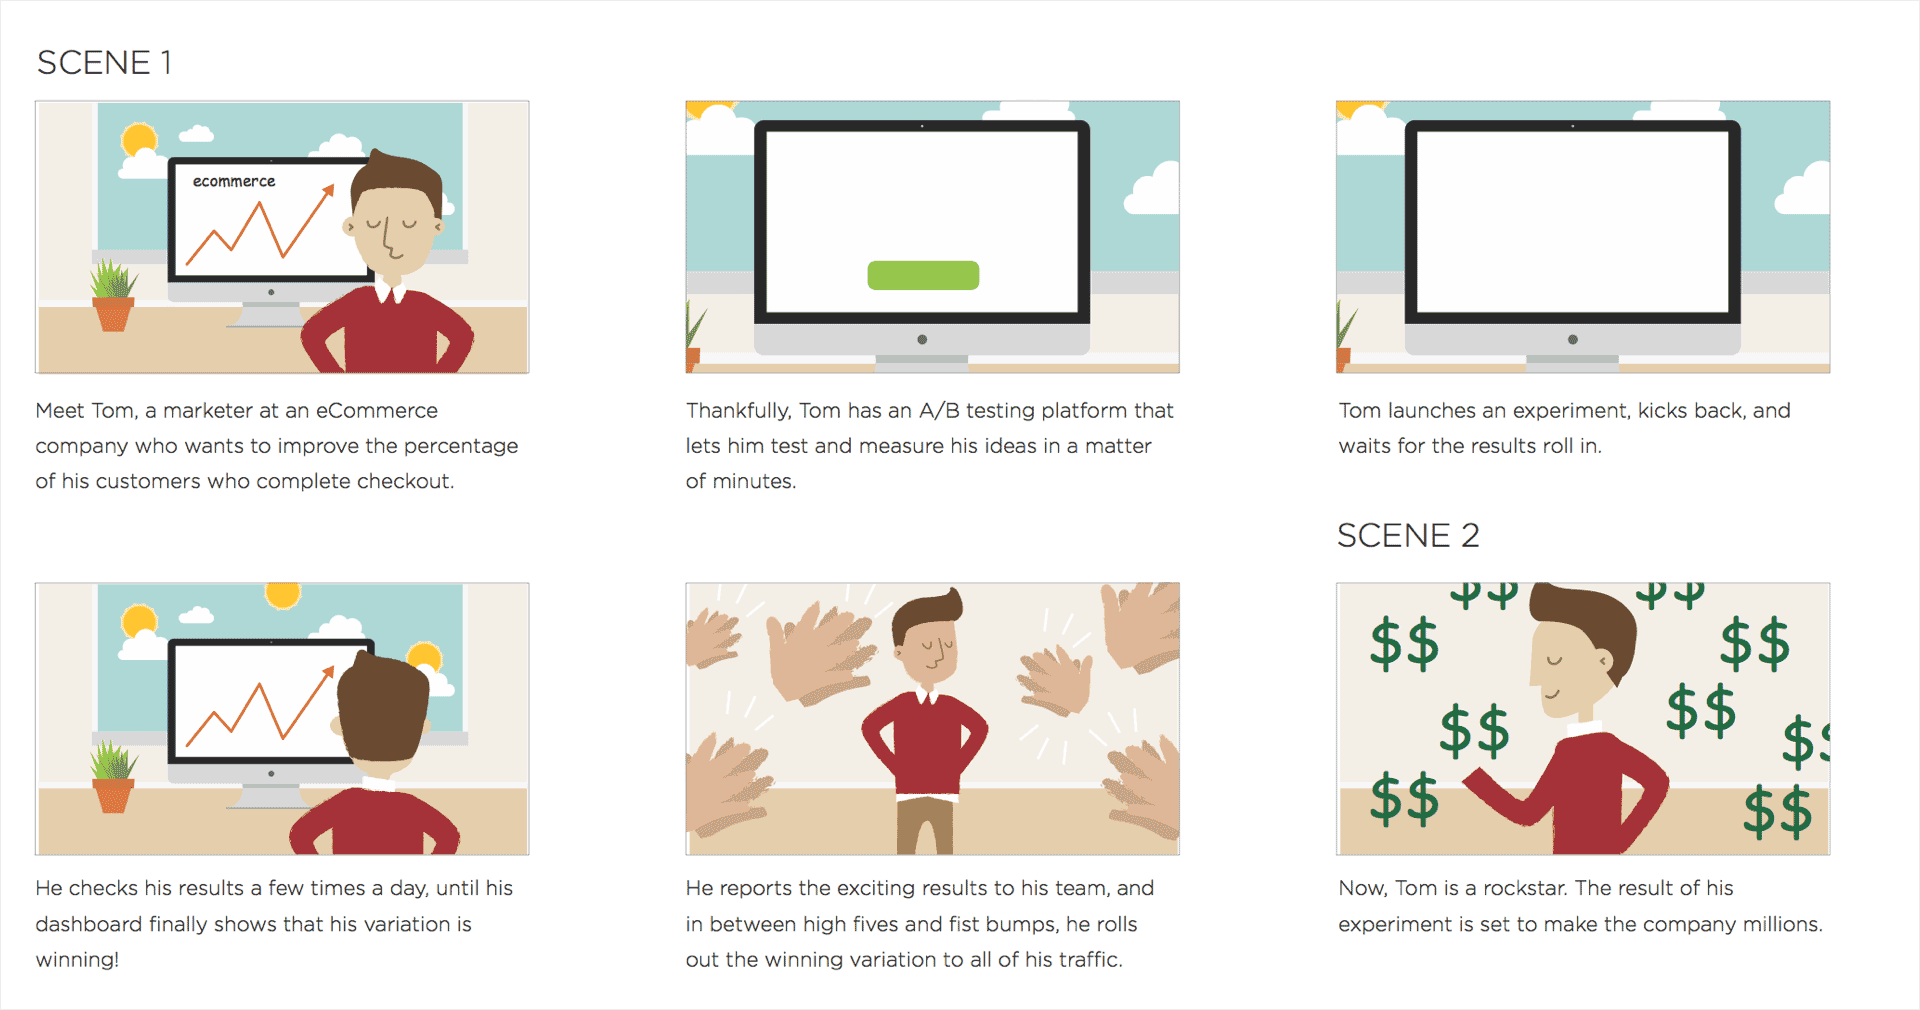 SCENE 1
ecommerce
Meet Tom, a marketer at an eCommerce
company who wants to improve the percentage
of his customers who complete checkout.
Thankfully, Tom has an A/B testing platform that
lets him test and measure his ideas in a matter
of minutes.
Tom launches an experiment, kicks back, and
waits for the results roll in.
He checks his results a few times a day, until his
dashboard finally shows that his variation is
winning!
He reports the exciting results to his team, and
in between high fives and fist bumps, he rolls
out the winning variation to all of his traffic.
SCENE 2
$$ $$
$$ $$
$$
$$ $$
$$ $$
Now, Tom is a rockstar. The result of his
experiment is set to make the company millions.